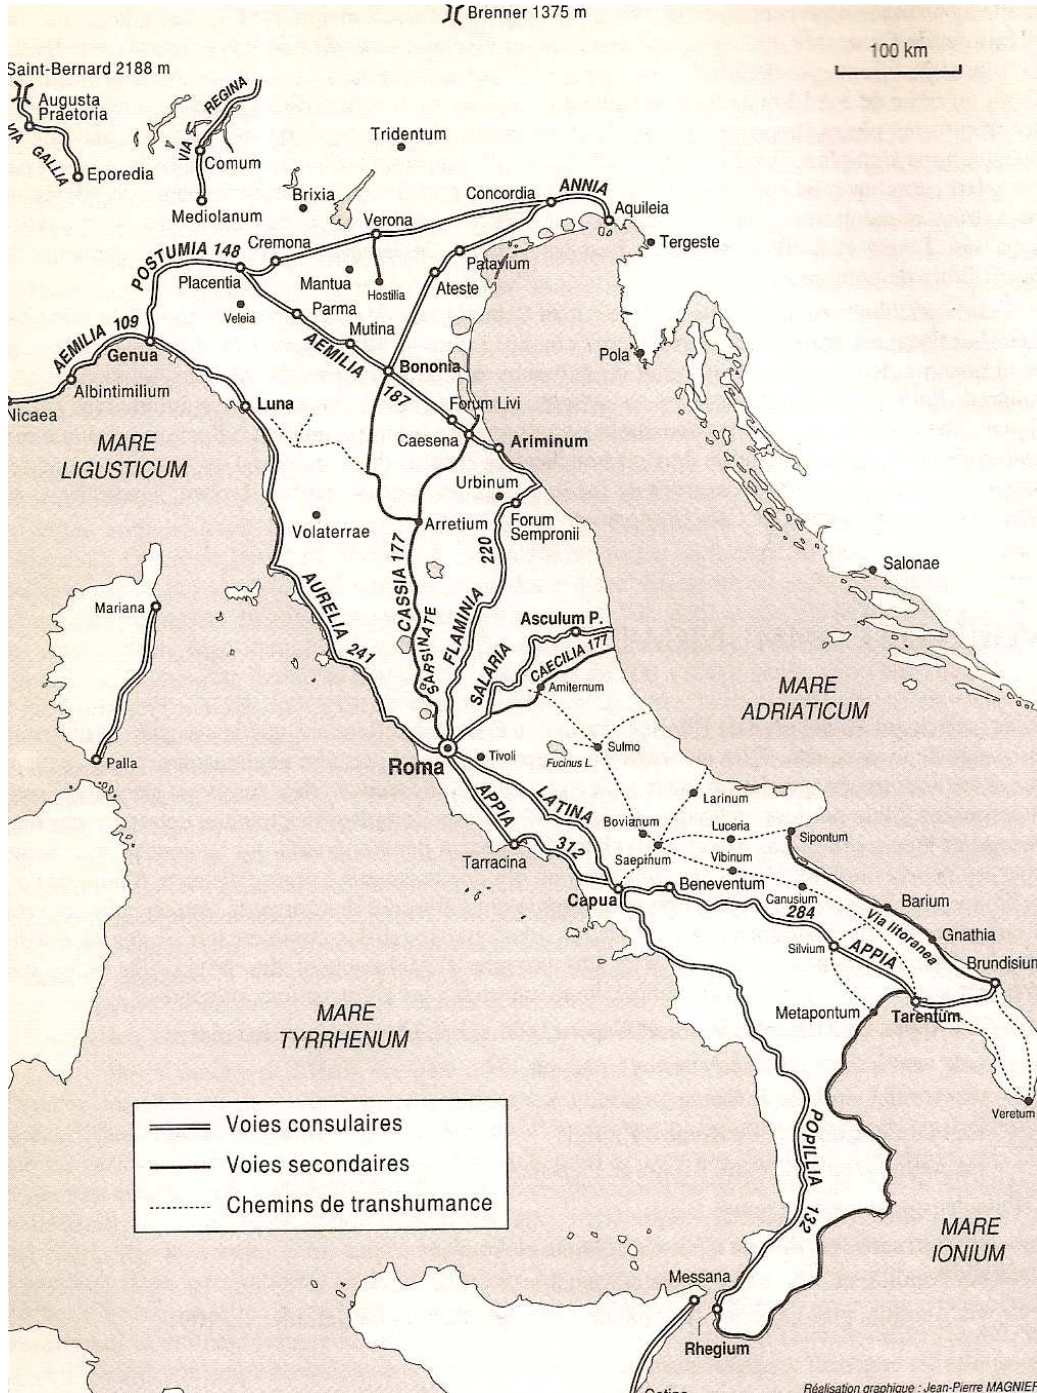 Brenner 1375 m
100 km
Saint-Bernard 2188 m
Augusta
Praetoria
VIA
GALLIA
Eporedia
VIA
REGINA
Comum
Mediolanum
Tridentum
Brixia
Verona
Concordia
ANNIA
Aquileia
Tergeste
POSTUMIA 148
Cremona
Placentia
Mantua
Hostilia
Patavium
Ateste
Veleia
Parma
Mutina
AEMILIA
187
Bononia
Pola
AEMILIA 109
Genua
Albintimilium
Nicaea
Luna
Forum Livi
Caesena
Ariminum
MARE
LIGUSTICUM
Urbinum
Forum
Sempronii
Volaterrae
Arretium
220
Salonae
CASSIA 177
Mariana
AURELIA 241
SARSINATE
FLAMINIA
SALARIA
Asculum P.
CAECILIA 177
Amiternum
MARE
ADRIATICUM
Palla
Roma
Tivoli
Sulmo
Fucinus L.
APPIA
LATINA
312
Larinum
Bovianum
Luceria
Sipontum
Tarracina
Saepinum
Vibinum
Capua
Beneventum
Canusium
284
Barium
Via litoranea
Gnathia
Silvium
APPIA
Brundisium
Metapontum
Tarentum
MARE
TYRRHENUM
Veretum
Voies consulaires
Voies secondaires
Chemins de transhumance
POPILLIA 132
MARE
IONIUM
Messana
Rhegium
Réalisation graphique : Jean-Pierre MAGNIER